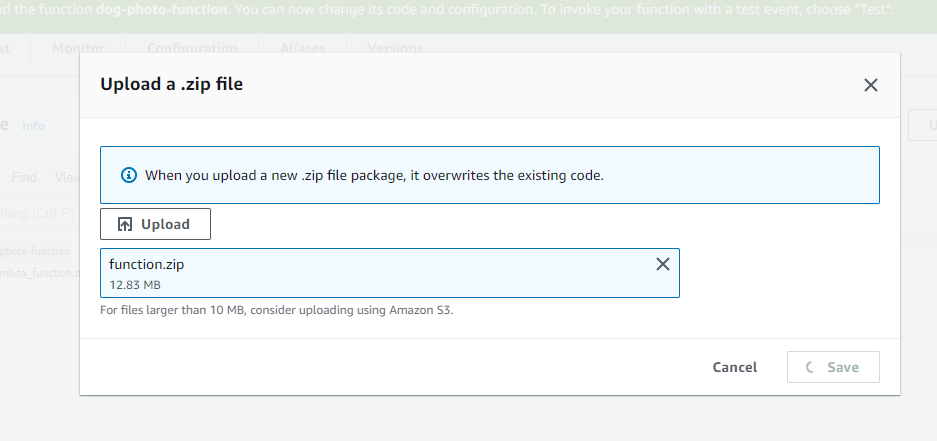 ed the function dog-photo-function. You can now change its code and configuration. To invoke your function with a test event, choose "Test".
st Monitor Configuration Aliases Versions
Upload a .zip file
e Info
U
When you upload a new .zip file package, it overwrites the existing code.
Find View
thing (Ctrl-P)
Upload
photo-function
function.zip
mbda_function.p
12.83 MB
For files larger than 10 MB, consider uploading using Amazon S3.
Cancel Save